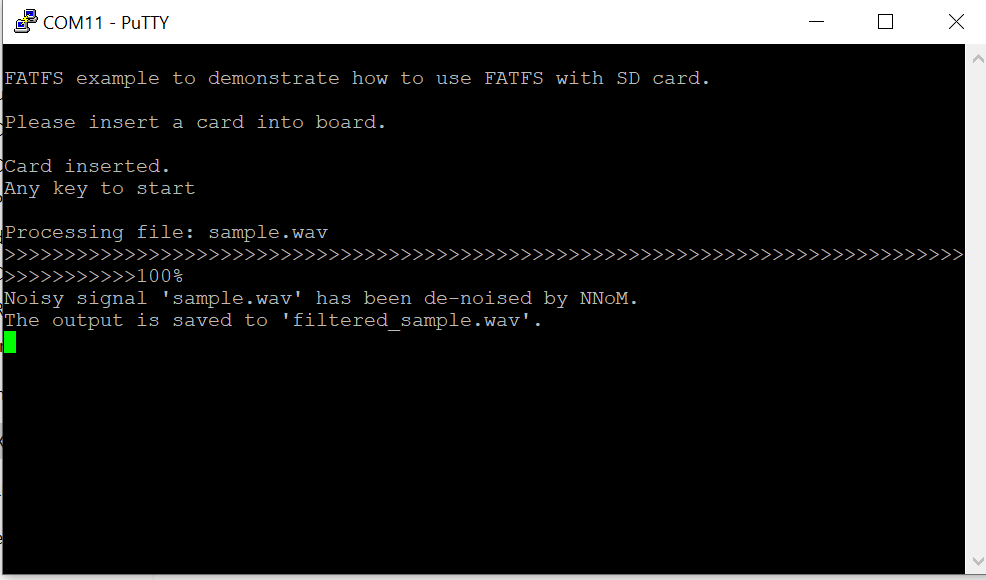 COM11 - PuTTY
FATFS example to demonstrate how to use FATFS with SD card.
Please insert a card into board.
Card inserted.
Any key to start
Processing file: sample.wav
>>>>>>>>>>>>>>>>>>>>>>>>>>>>>>>>>>>>>>>>>>>>>>>>>>>>>>>>>>>>>>>>>>>>>>>>>>>>>>>>
>>>>>>>>>>>100%
Noisy signal 'sample.wav' has been de-noised by NNoM.
The output is saved to 'filtered_sample.wav'.